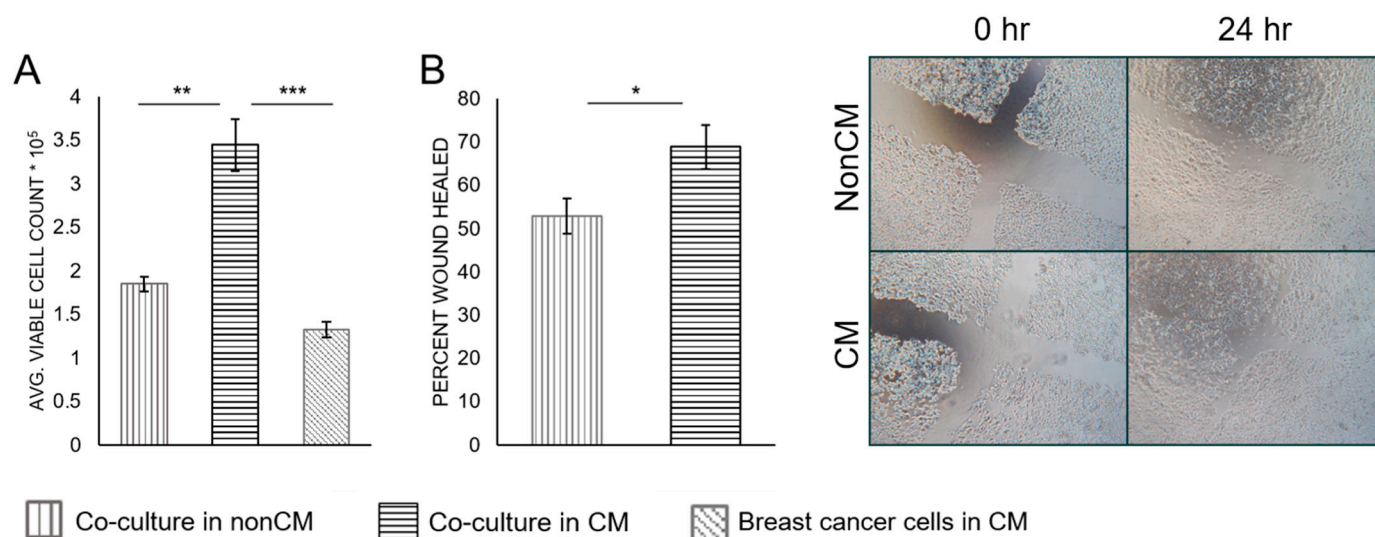 A
AVG. VIABLE CELL COUNT * 10⁵
4
3.5
3
2.5
2
1.5
1
0.5
0
**
***
B
PERCENT WOUND HEALED
80
70
60
50
40
30
20
10
0
*
0 hr
24 hr
NonCM
CM
Co-culture in nonCM
Co-culture in CM
Breast cancer cells in CM